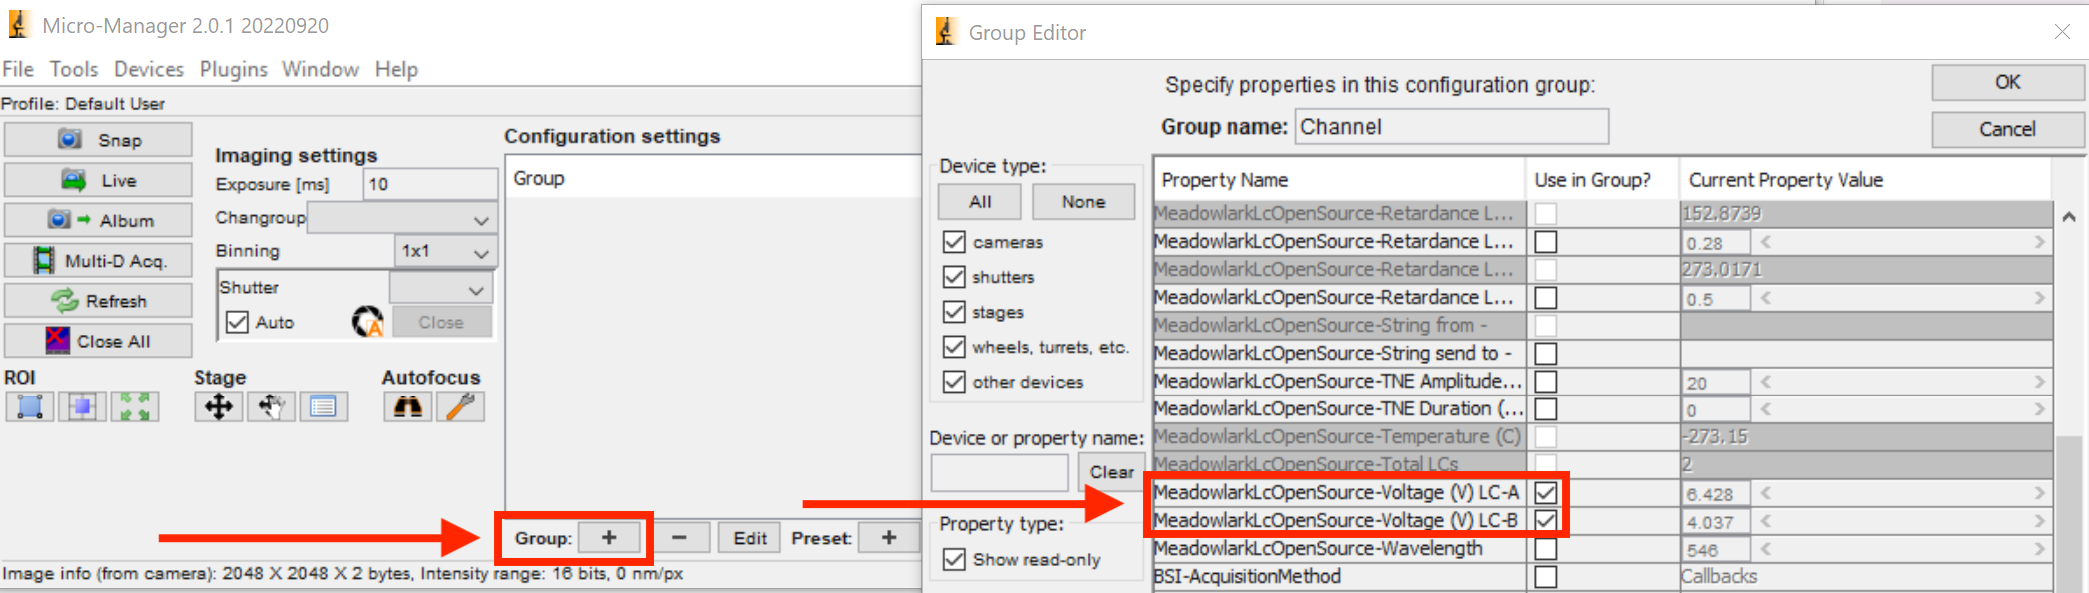 Micro-Manager 2.0.1 20220920
File Tools Devices Plugins Window Help
Profile: Default User
Snap
Live
Album
Multi-D Acq.
Refresh
Close All
Imaging settings
Exposure [ms] 10
Changroup
Binning 1x1
Shutter
Auto
A
Close
ROI
Stage
Autofocus
Configuration settings
Group
Group: + − Edit Preset: +
Image info (from camera): 2048 X 2048 X 2 bytes, Intensity range: 16 bits, 0 nm/px
Group Editor
Specify properties in this configuration group:
Group name: Channel
OK
Cancel
Device type:
All None
cameras
shutters
stages
wheels, turrets, etc.
other devices
Device or property name:
Clear
Property type:
Show read-only
Property Name Use in Group? Current Property Value
MeadowlarkLcOpenSource-Retardance L... 152.8739
MeadowlarkLcOpenSource-Retardance L... 0.28
MeadowlarkLcOpenSource-Retardance L... 273.0171
MeadowlarkLcOpenSource-Retardance L... 0.5
MeadowlarkLcOpenSource-String from -
MeadowlarkLcOpenSource-String send to -
MeadowlarkLcOpenSource-TNE Amplitude... 20
MeadowlarkLcOpenSource-TNE Duration (... 0
MeadowlarkLcOpenSource-Temperature (C) -273.15
MeadowlarkLcOpenSource-Total LCs 2
MeadowlarkLcOpenSource-Voltage (V) LC-A 6.428
MeadowlarkLcOpenSource-Voltage (V) LC-B 4.037
MeadowlarkLcOpenSource-Wavelength 546
BSI-AcquisitionMethod Callbacks